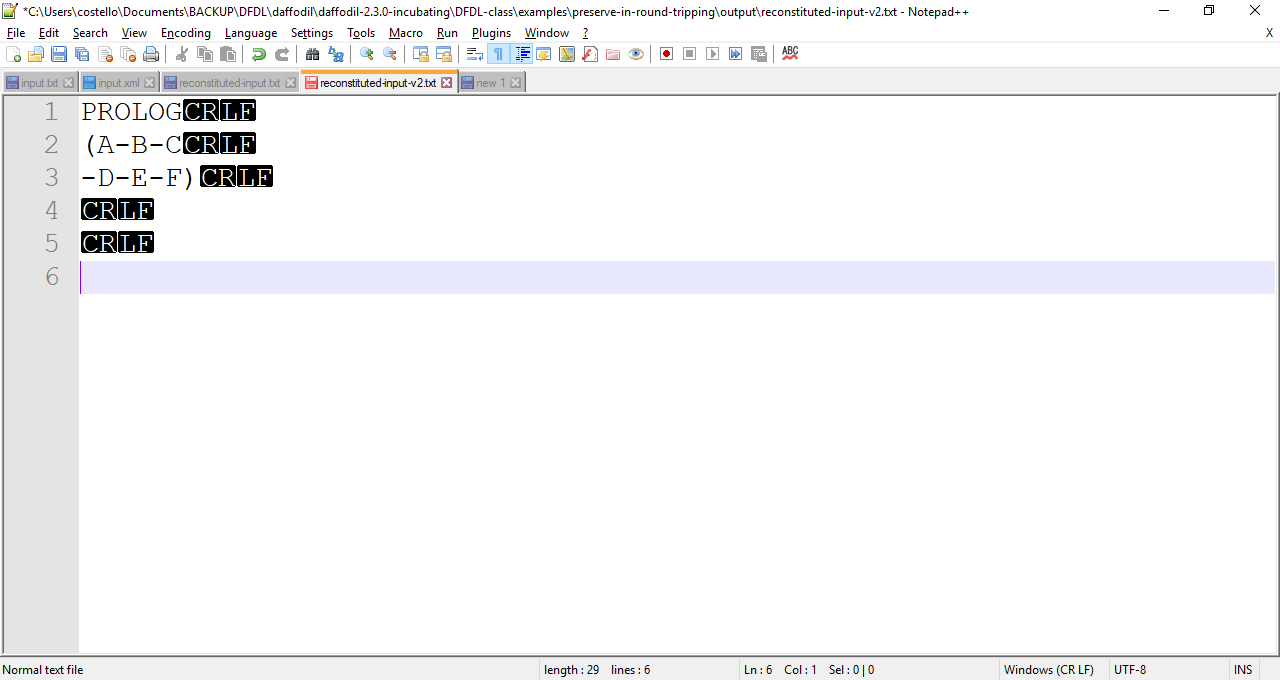 *C:\Users\costello\Documents\BACKUP\DFDL\daffodil\daffodil-2.3.0-incubating\DFDL-class\examples\preserve-in-round-tripping\output\reconstituted-input-v2.txt - Notepad++
File Edit Search View Encoding Language Settings Tools Macro Run Plugins Window ? X
ABC
input.txt input.xml reconstituted-input.txt reconstituted-input-v2.txt new 1
1 PROLOGCRLF
2 (A-B-CCRLF
3 -D-E-F)CRLF
4 CRLF
5 CRLF
6
Normal text file length : 29 lines : 6 Ln : 6 Col : 1 Sel : 0 | 0 Windows (CR LF) UTF-8 INS